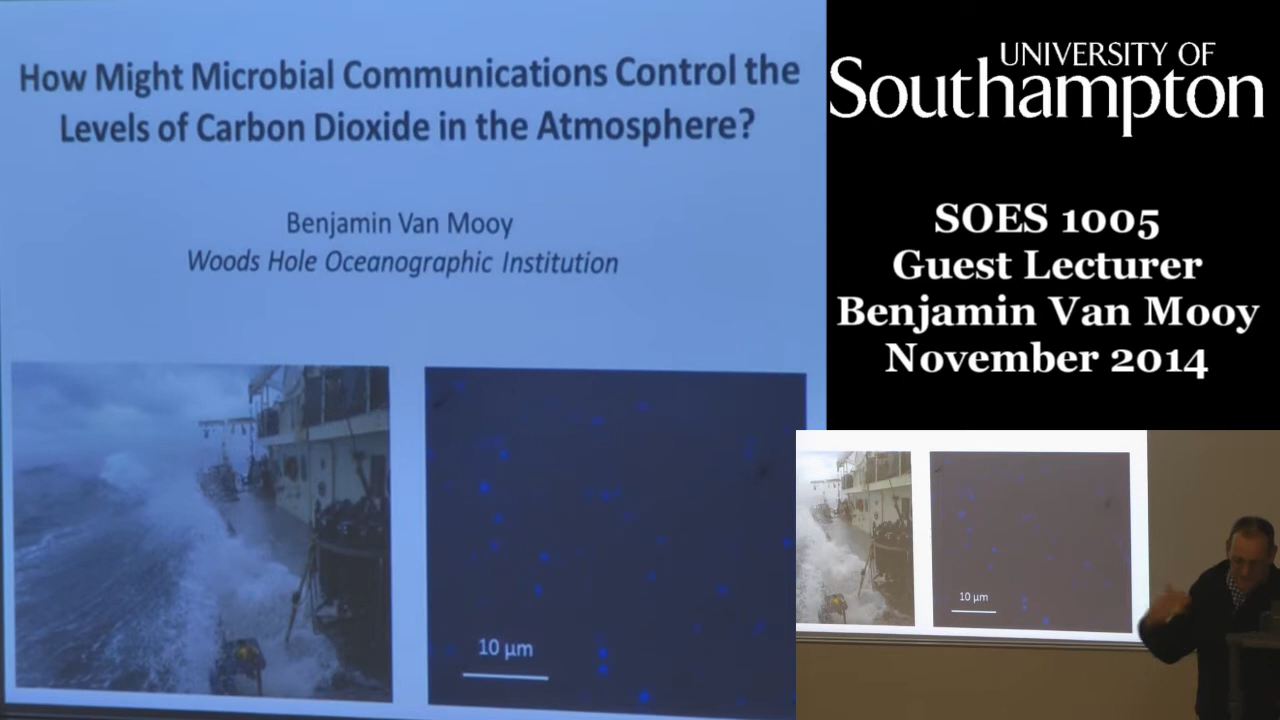 How Might Microbial Communications Control the
Levels of Carbon Dioxide in the Atmosphere?
Benjamin Van Mooy
Woods Hole Oceanographic Institution
10 µm
UNIVERSITY OF
Southampton
SOES 1005
Guest Lecturer
Benjamin Van Mooy
November 2014
10 µm